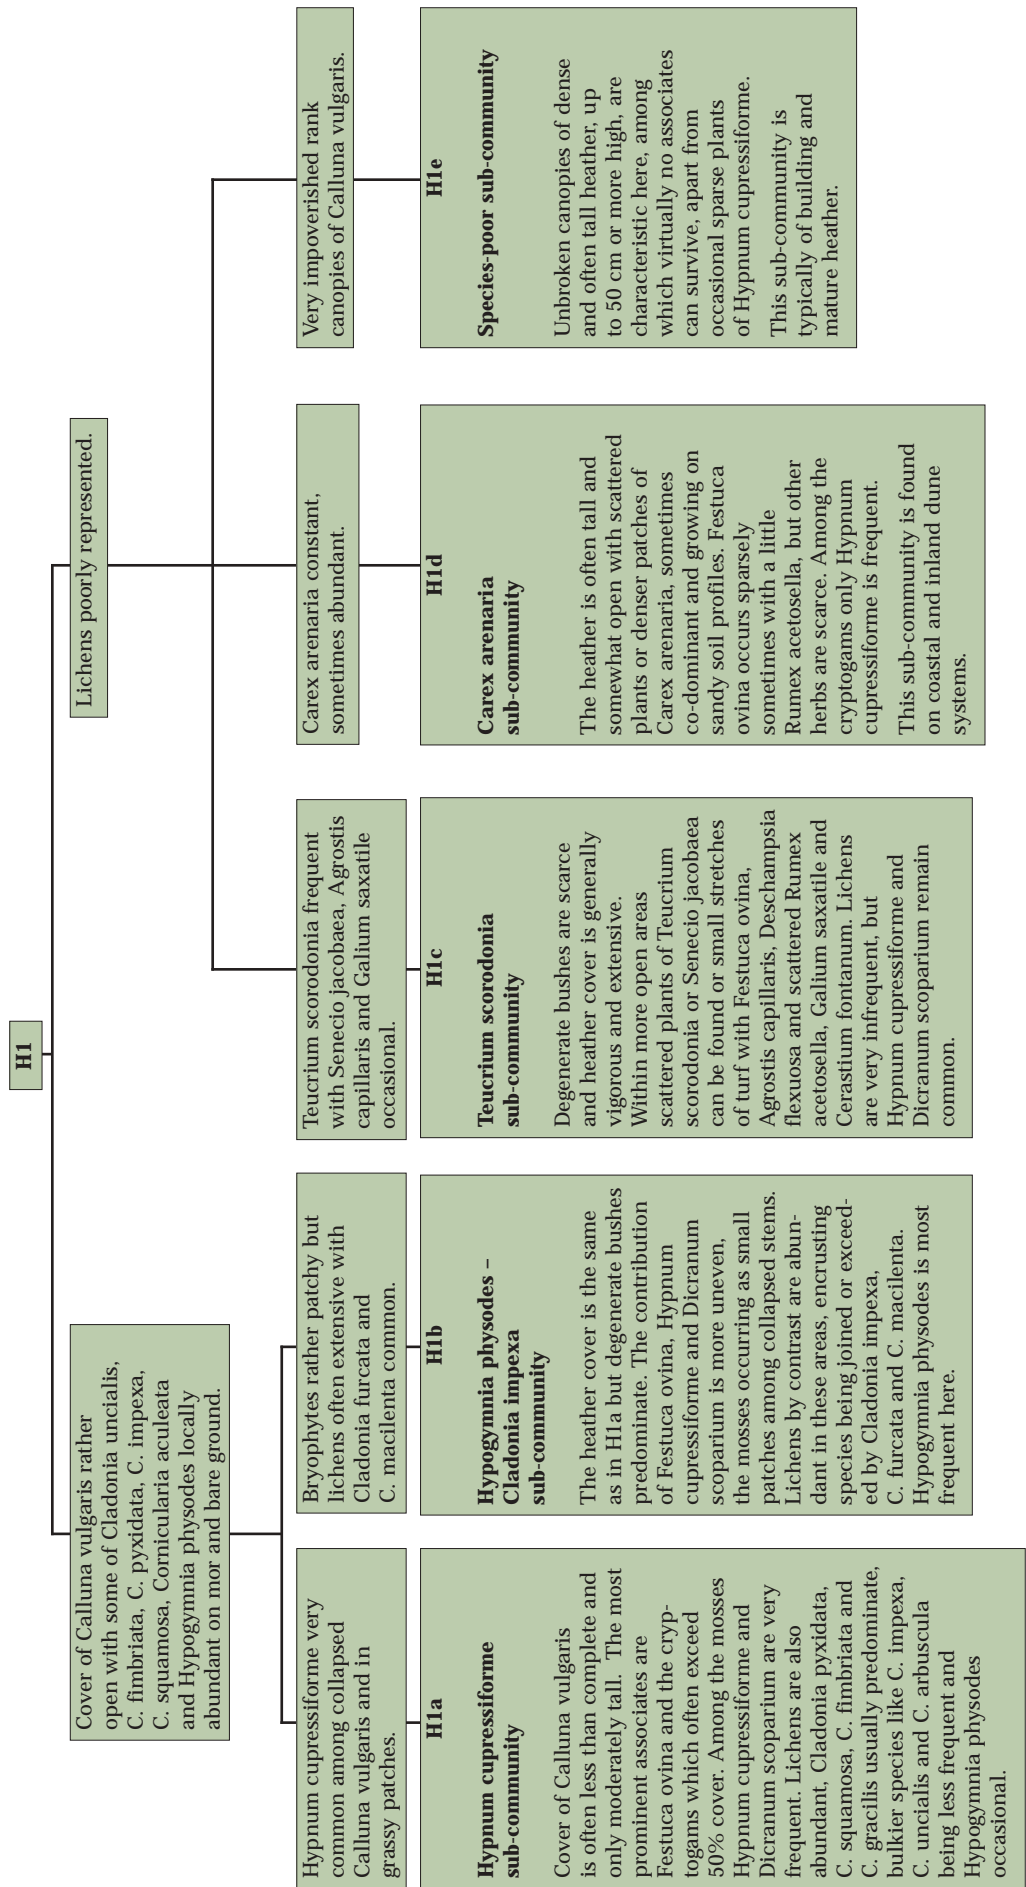 H1
Cover of Calluna vulgaris rather
open with some of Cladonia uncialis,
C. fimbriata, C. pyxidata, C. impexa,
C. squamosa, Cornicularia aculeata
and Hypogymnia physodes locally
abundant on mor and bare ground.
Lichens poorly represented.
Hypnum cupressiforme very
common among collapsed
Calluna vulgaris and in
grassy patches.
Bryophytes rather patchy but
lichens often extensive with
Cladonia furcata and
C. macilenta common.
Teucrium scorodonia frequent
with Senecio jacobaea, Agrostis
capillaris and Galium saxatile
occasional.
Carex arenaria constant,
sometimes abundant.
Very impoverished rank
canopies of Calluna vulgaris.
H1a
Hypnum cupressiforme
sub-community
Cover of Calluna vulgaris
is often less than complete and
only moderately tall. The most
prominent associates are
Festuca ovina and the cryp-
togams which often exceed
50% cover. Among the mosses
Hypnum cupressiforme and
Dicranum scoparium are very
frequent. Lichens are also
abundant, Cladonia pyxidata,
C. squamosa, C. fimbriata and
C. gracilis usually predominate,
bulkier species like C. impexa,
C. uncialis and C. arbuscula
being less frequent and
Hypogymnia physodes
occasional.
H1b
Hypogymnia physodes –
Cladonia impexa
sub-community
The heather cover is the same
as in H1a but degenerate bushes
predominate. The contribution
of Festuca ovina, Hypnum
cupressiforme and Dicranum
scoparium is more uneven,
the mosses occurring as small
patches among collapsed stems.
Lichens by contrast are abun-
dant in these areas, encrusting
species being joined or exceed-
ed by Cladonia impexa,
C. furcata and C. macilenta.
Hypogymnia physodes is most
frequent here.
H1c
Teucrium scorodonia
sub-community
Degenerate bushes are scarce
and heather cover is generally
vigorous and extensive.
Within more open areas
scattered plants of Teucrium
scorodonia or Senecio jacobaea
can be found or small stretches
of turf with Festuca ovina,
Agrostis capillaris, Deschampsia
flexuosa and scattered Rumex
acetosella, Galium saxatile and
Cerastium fontanum. Lichens
are very infrequent, but
Hypnum cupressiforme and
Dicranum scoparium remain
common.
H1d
Carex arenaria
sub-community
The heather is often tall and
somewhat open with scattered
plants or denser patches of
Carex arenaria, sometimes
co-dominant and growing on
sandy soil profiles. Festuca
ovina occurs sparsely
sometimes with a little
Rumex acetosella, but other
herbs are scarce. Among the
cryptogams only Hypnum
cupressiforme is frequent.
This sub-community is found
on coastal and inland dune
systems.
H1e
Species-poor sub-community
Unbroken canopies of dense
and often tall heather, up
to 50 cm or more high, are
characteristic here, among
which virtually no associates
can survive, apart from
occasional sparse plants
of Hypnum cupressiforme.
This sub-community is
typically of building and
mature heather.